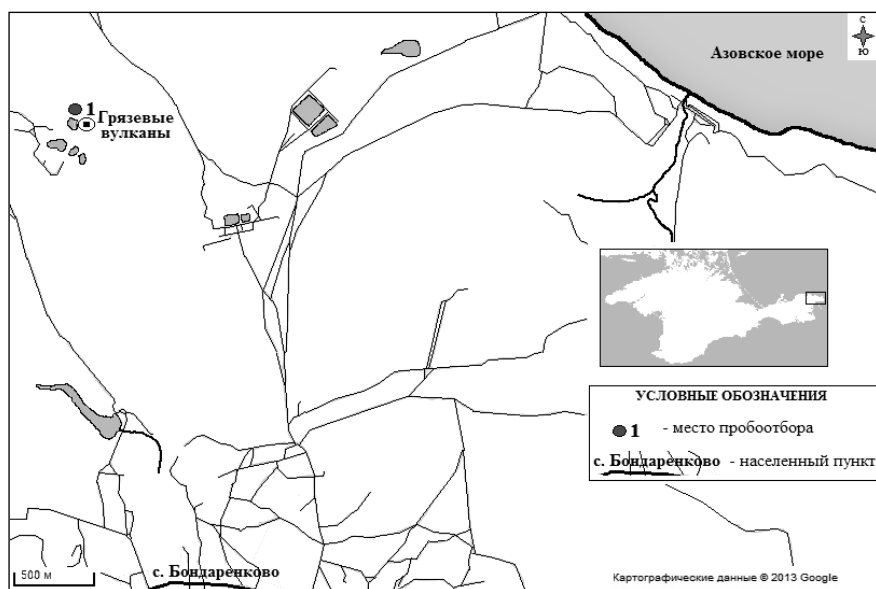 С
Ю
Азовское море
1
Грязевые
вулканы
УСЛОВНЫЕ ОБОЗНАЧЕНИЯ
1 - место пробоотбора
с. Бондаренково - населенный пункт
с. Бондаренково
500 м
Картографические данные © 2013 Google